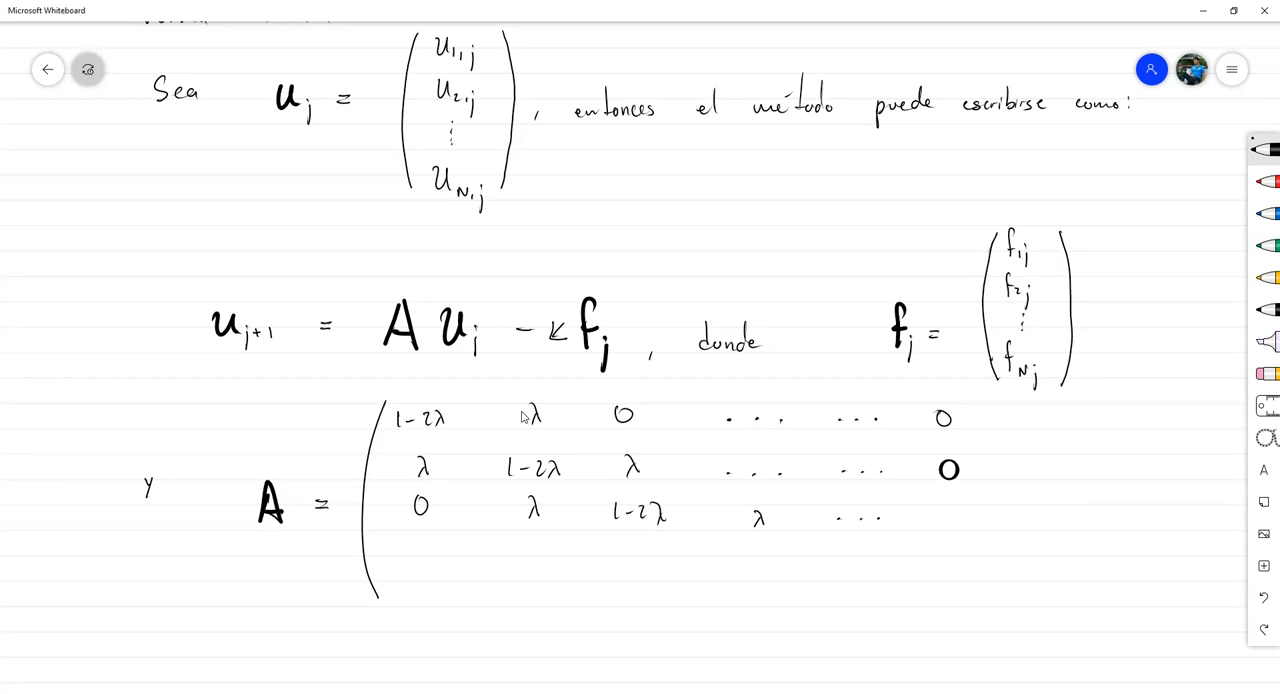 Microsoft Whiteboard
Sea u_j = ( u_{1,j} u_{2,j} ⋮ u_{N,j} ) , entonces el método puede escribirse como:
u_{j+1} = A u_j - k f_j , donde f_j = ( f_{1j} f_{2j} ⋮ f_{Nj} )
y A = (
1-2λ λ 0 ... ... 0
λ 1-2λ λ ... ... 0
0 λ 1-2λ λ ...
A